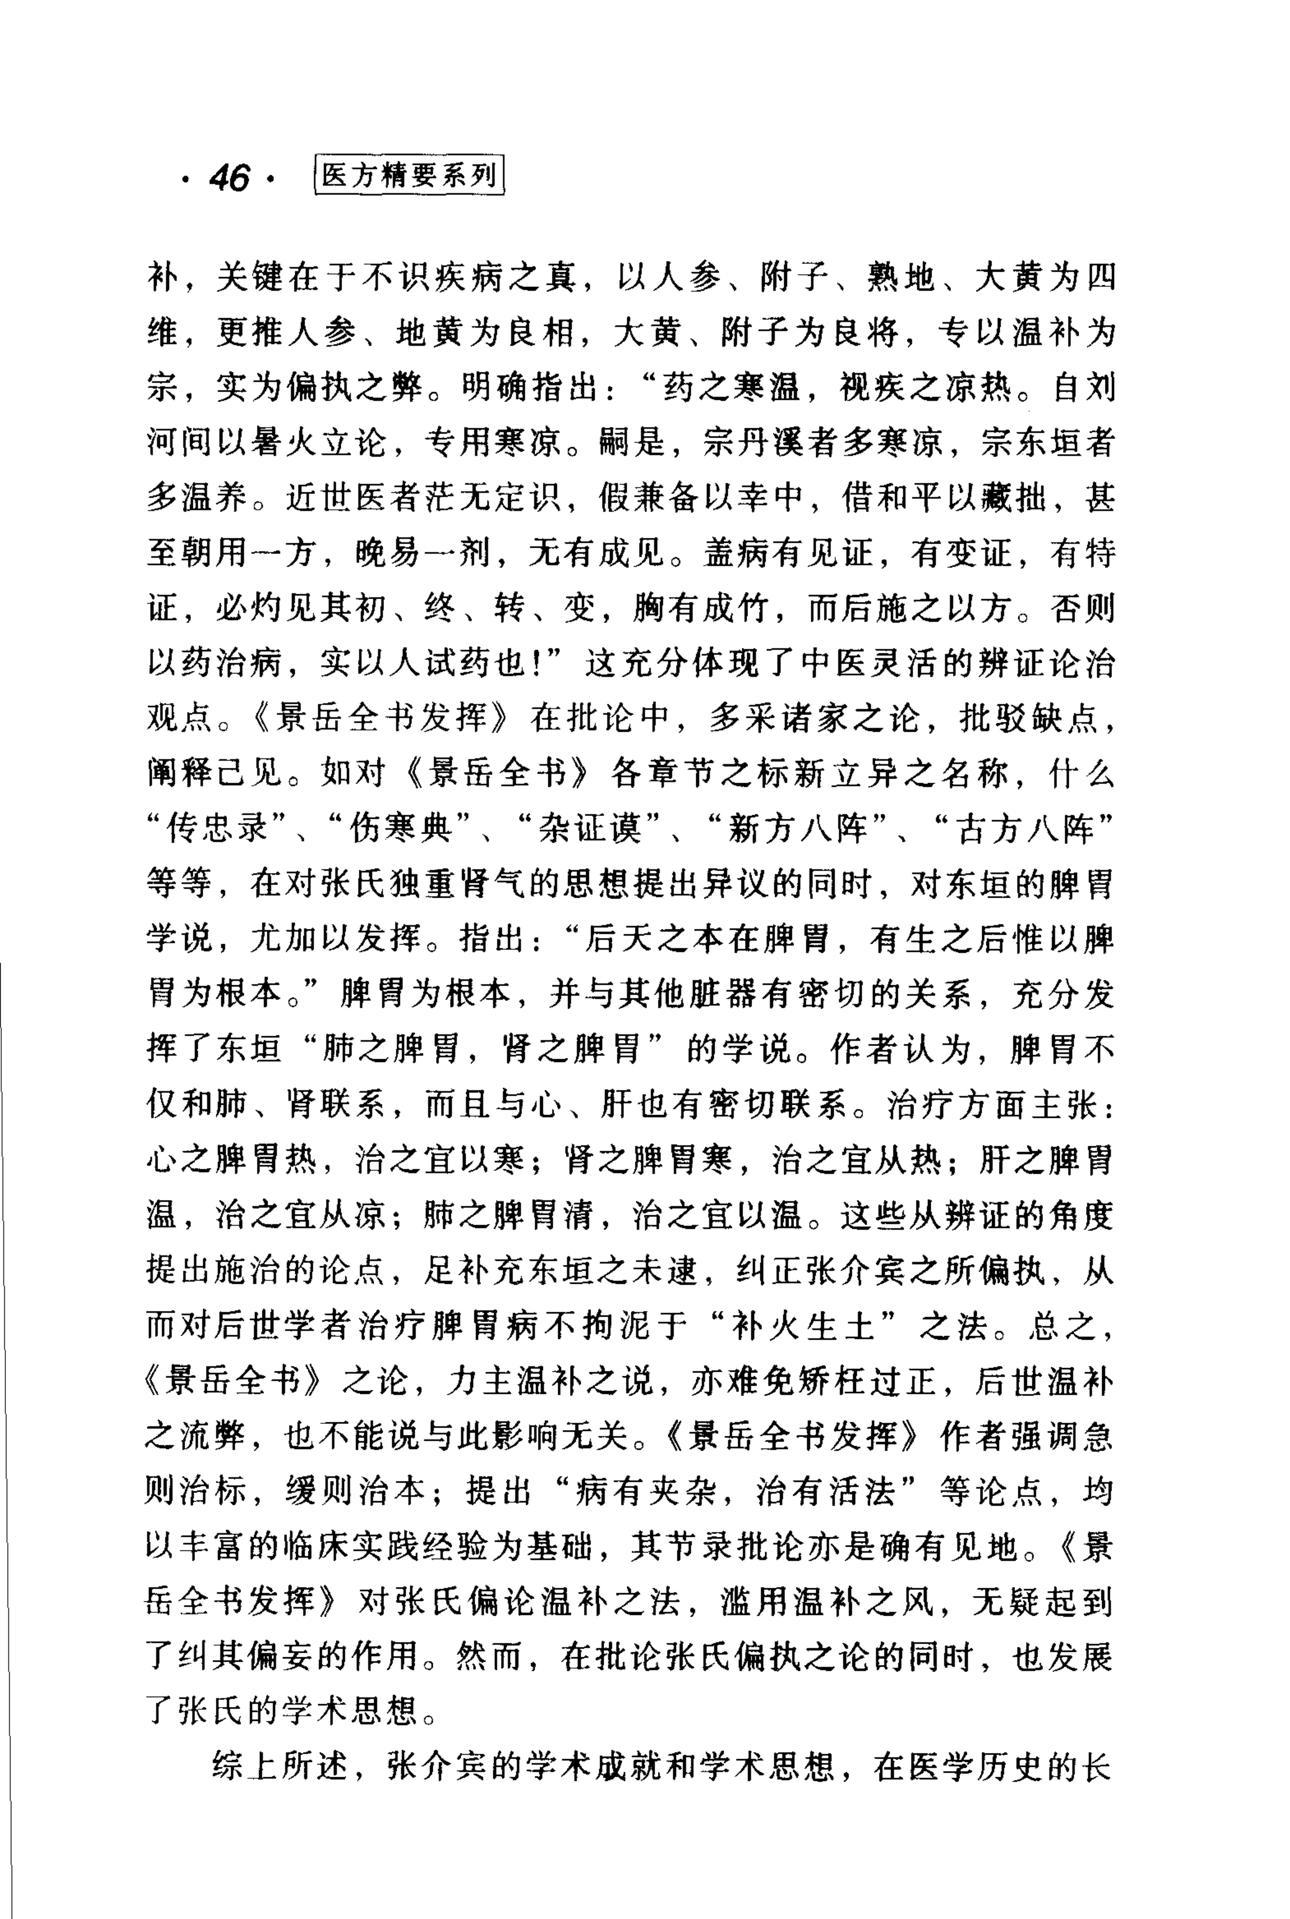 · 46 · 医方精要系列
补，关键在于不识疾病之真，以人参、附子、熟地、大黄为四
维，更推人参、地黄为良相，大黄、附子为良将，专以温补为
宗，实为偏执之弊。明确指出：“药之寒温，视疾之凉热。自刘
河间以暑火立论，专用寒凉。嗣是，宗丹溪者多寒凉，宗东垣者
多温养。近世医者茫无定识，假兼备以幸中，借和平以藏拙，甚
至朝用一方，晚易一剂，无有成见。盖病有见证，有变证，有特
证，必灼见其初、终、转、变，胸有成竹，而后施之以方。否则
以药治病，实以人试药也！”这充分体现了中医灵活的辨证论治
观点。《景岳全书发挥》在批论中，多采诸家之论，批驳缺点，
阐释己见。如对《景岳全书》各章节之标新立异之名称，什么
“传忠录”、“伤寒典”、“杂证谟”、“新方八阵”、“古方八阵”
等等，在对张氏独重肾气的思想提出异议的同时，对东垣的脾胃
学说，尤加以发挥。指出：“后天之本在脾胃，有生之后惟以脾
胃为根本。”脾胃为根本，并与其他脏器有密切的关系，充分发
挥了东垣“肺之脾胃，肾之脾胃”的学说。作者认为，脾胃不
仅和肺、肾联系，而且与心、肝也有密切联系。治疗方面主张：
心之脾胃热，治之宜以寒；肾之脾胃寒，治之宜从热；肝之脾胃
温，治之宜从凉；肺之脾胃清，治之宜以温。这些从辨证的角度
提出施治的论点，足补充东垣之未逮，纠正张介宾之所偏执，从
而对后世学者治疗脾胃病不拘泥于“补火生土”之法。总之，
《景岳全书》之论，力主温补之说，亦难免矫枉过正，后世温补
之流弊，也不能说与此影响无关。《景岳全书发挥》作者强调急
则治标，缓则治本；提出“病有夹杂，治有活法”等论点，均
以丰富的临床实践经验为基础，其节录批论亦是确有见地。《景
岳全书发挥》对张氏偏论温补之法，滥用温补之风，无疑起到
了纠其偏妄的作用。然而，在批论张氏偏执之论的同时，也发展
了张氏的学术思想。
综上所述，张介宾的学术成就和学术思想，在医学历史的长